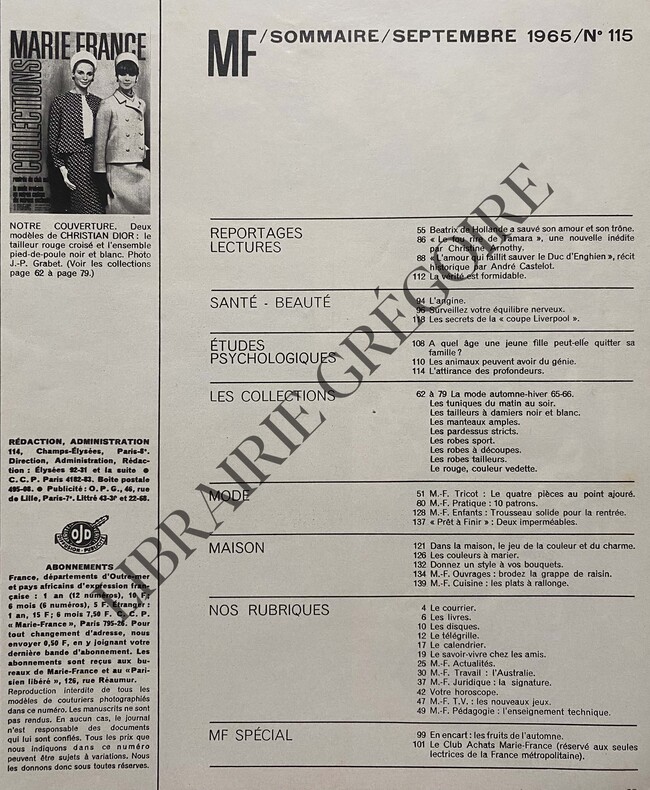 MARIE FRANCE
COLLECTIONS
MF/SOMMAIRE/SEPTEMBRE 1965/N° 115
NOTRE COUVERTURE. Deux
modèles de CHRISTIAN DIOR : le
tailleur rouge croisé et l'ensemble
pied-de-poule noir et blanc. Photo
J.-P. Grabet. (Voir les collections
page 62 à page 79.)
RÉDACTION, ADMINISTRATION
114, Champs-Élysées, Paris-8e.
Direction, Administration, Rédac-
tion : Élysées 92-31 et la suite ●
C.C.P. Paris 4182-83. Boîte postale
495-08. ● Publicité : O.P.G., 46, rue
de Lille, Paris-7e. Littré 43-3° et 22-68.
OJD
DIFFUSION - PUBLICITÉ
ABONNEMENTS
France, départements d'Outre-mer
et pays africains d'expression fran-
çaise : 1 an (12 numéros), 10 F ;
6 mois (6 numéros), 5 F. Étranger :
1 an, 15 F ; 6 mois 7,50 F. C.C.P.
« Marie-France », Paris 795-26. Pour
tout changement d'adresse, nous
envoyer 0,50 F, en y joignant votre
dernière bande d'abonnement. Les
abonnements sont reçus aux bu-
reaux de Marie-France et au « Pari-
sien libéré », 126, rue Réaumur.
Reproduction interdite de tous les
modèles de couturiers photographiés
dans ce numéro. Les manuscrits ne sont
pas rendus. En aucun cas, le journal
n'est responsable des documents
qui lui sont confiés. Tous les prix que
nous indiquons dans ce numéro
peuvent être sujets à variations. Nous
les donnons donc sous toutes réserves.
REPORTAGES
LECTURES
55 Beatrix de Hollande a sauvé son amour et son trône.
86 « Le fou rire de Tamara », une nouvelle inédite
par Christine Arnothy.
88 « L'amour qui faillit sauver le Duc d'Enghien », récit
historique par André Castelot.
112 La vérité est formidable.
SANTÉ - BEAUTÉ
94 L'angine.
96 Surveillez votre équilibre nerveux.
118 Les secrets de la « coupe Liverpool ».
ÉTUDES
PSYCHOLOGIQUES
108 A quel âge une jeune fille peut-elle quitter sa
famille ?
110 Les animaux peuvent avoir du génie.
114 L'attirance des profondeurs.
LES COLLECTIONS
62 à 79 La mode automne-hiver 65-66.
Les tuniques du matin au soir.
Les tailleurs à damiers noir et blanc.
Les manteaux amples.
Les pardessus stricts.
Les robes sport.
Les robes à découpes.
Les robes tailleurs.
Le rouge, couleur vedette.
MODE
51 M.-F. Tricot : Le quatre pièces au point ajouré.
80 M.-F. Pratique : 10 patrons.
128 M.-F. Enfants : Trousseau solide pour la rentrée.
137 « Prêt à Finir » : Deux imperméables.
MAISON
121 Dans la maison, le jeu de la couleur et du charme.
126 Les couleurs à marier.
132 Donnez un style à vos bouquets.
134 M.-F. Ouvrages : brodez la grappe de raisin.
139 M.-F. Cuisine : les plats à rallonge.
NOS RUBRIQUES
4 Le courrier.
6 Les livres.
10 Les disques.
12 Le télégrille.
17 Le calendrier.
19 Le savoir-vivre chez les amis.
25 M.-F. Actualités.
30 M.-F. Travail : l'Australie.
37 M.-F. Juridique : la signature.
42 Votre horoscope.
47 M.-F. T.V. : les nouveaux jeux.
49 M.-F. Pédagogie : l'enseignement technique.
MF SPÉCIAL
99 En encart : les fruits de l'automne.
101 Le Club Achats Marie-France (réservé aux seules
lectrices de la France métropolitaine).
LIBRAIRIE GRÉGOIRE